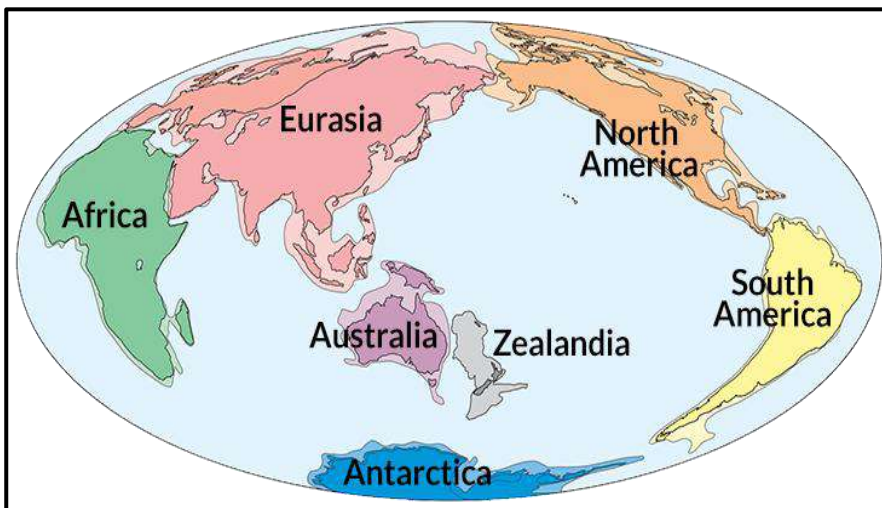 Eurasia
North
America
Africa
South
America
Australia
Zealandia
Antarctica